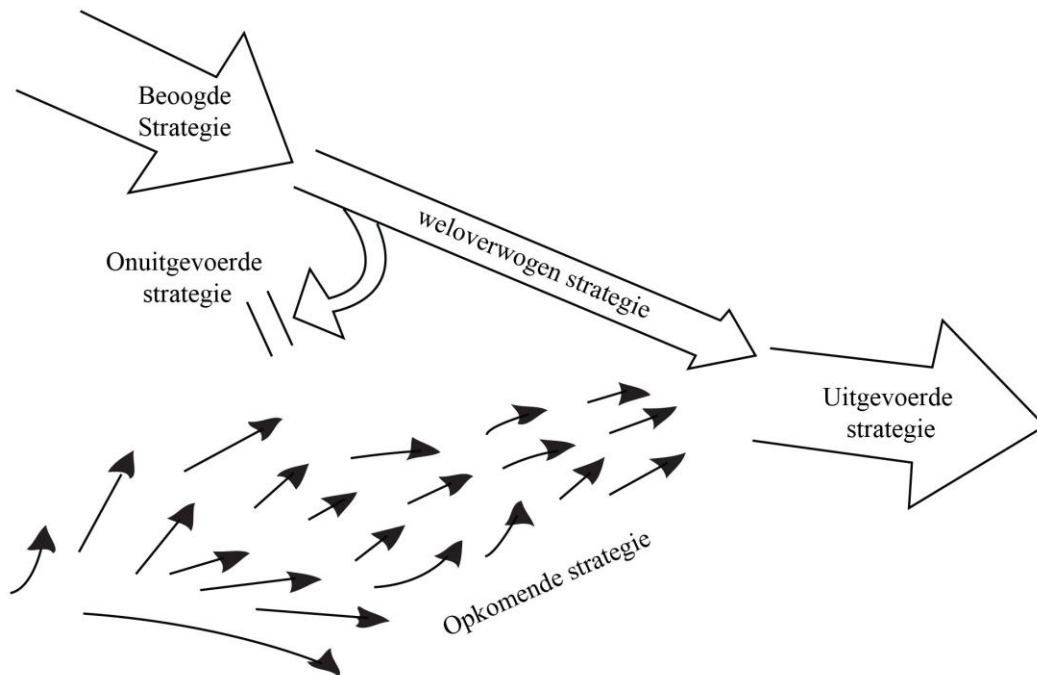 Beoogde
Strategie
weloverwogen strategie
Onuitgevoerde
strategie
Uitgevoerde
strategie
Opkomende strategie